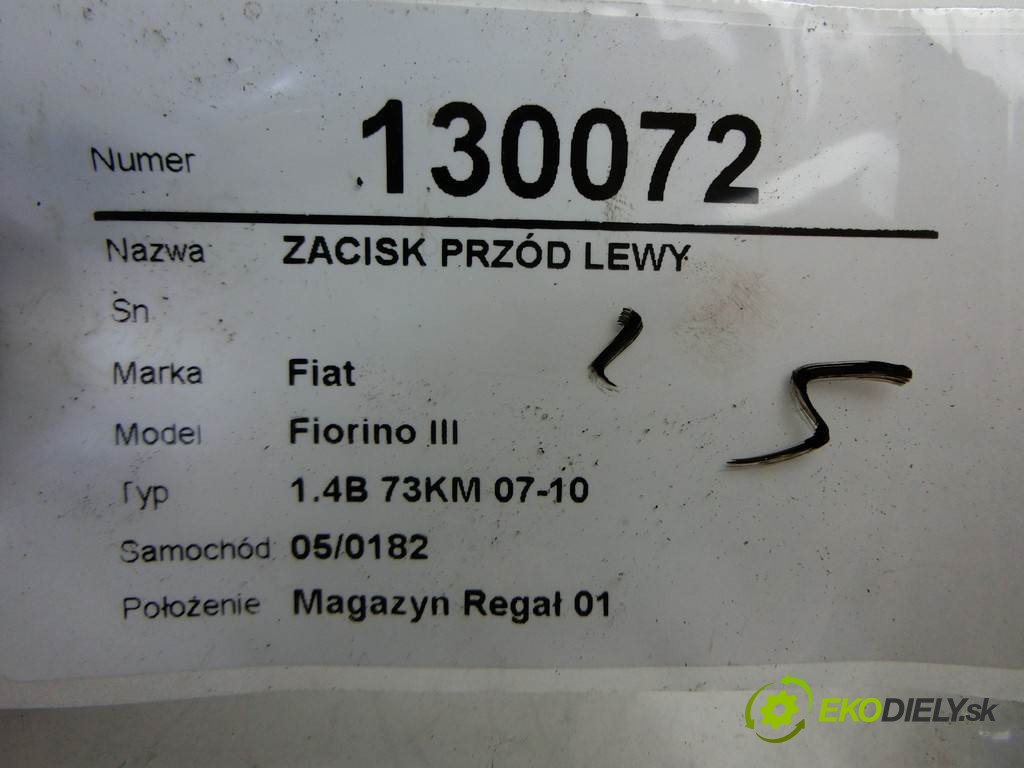 Numer 130072
Nazwa ZACISK PRZÓD LEWY
Sn
Marka Fiat
Model Fiorino III
Typ 1.4B 73KM 07-10
Samochód: 05/0182
Położenie Magazyn Regał 01
EKODIELY.sk